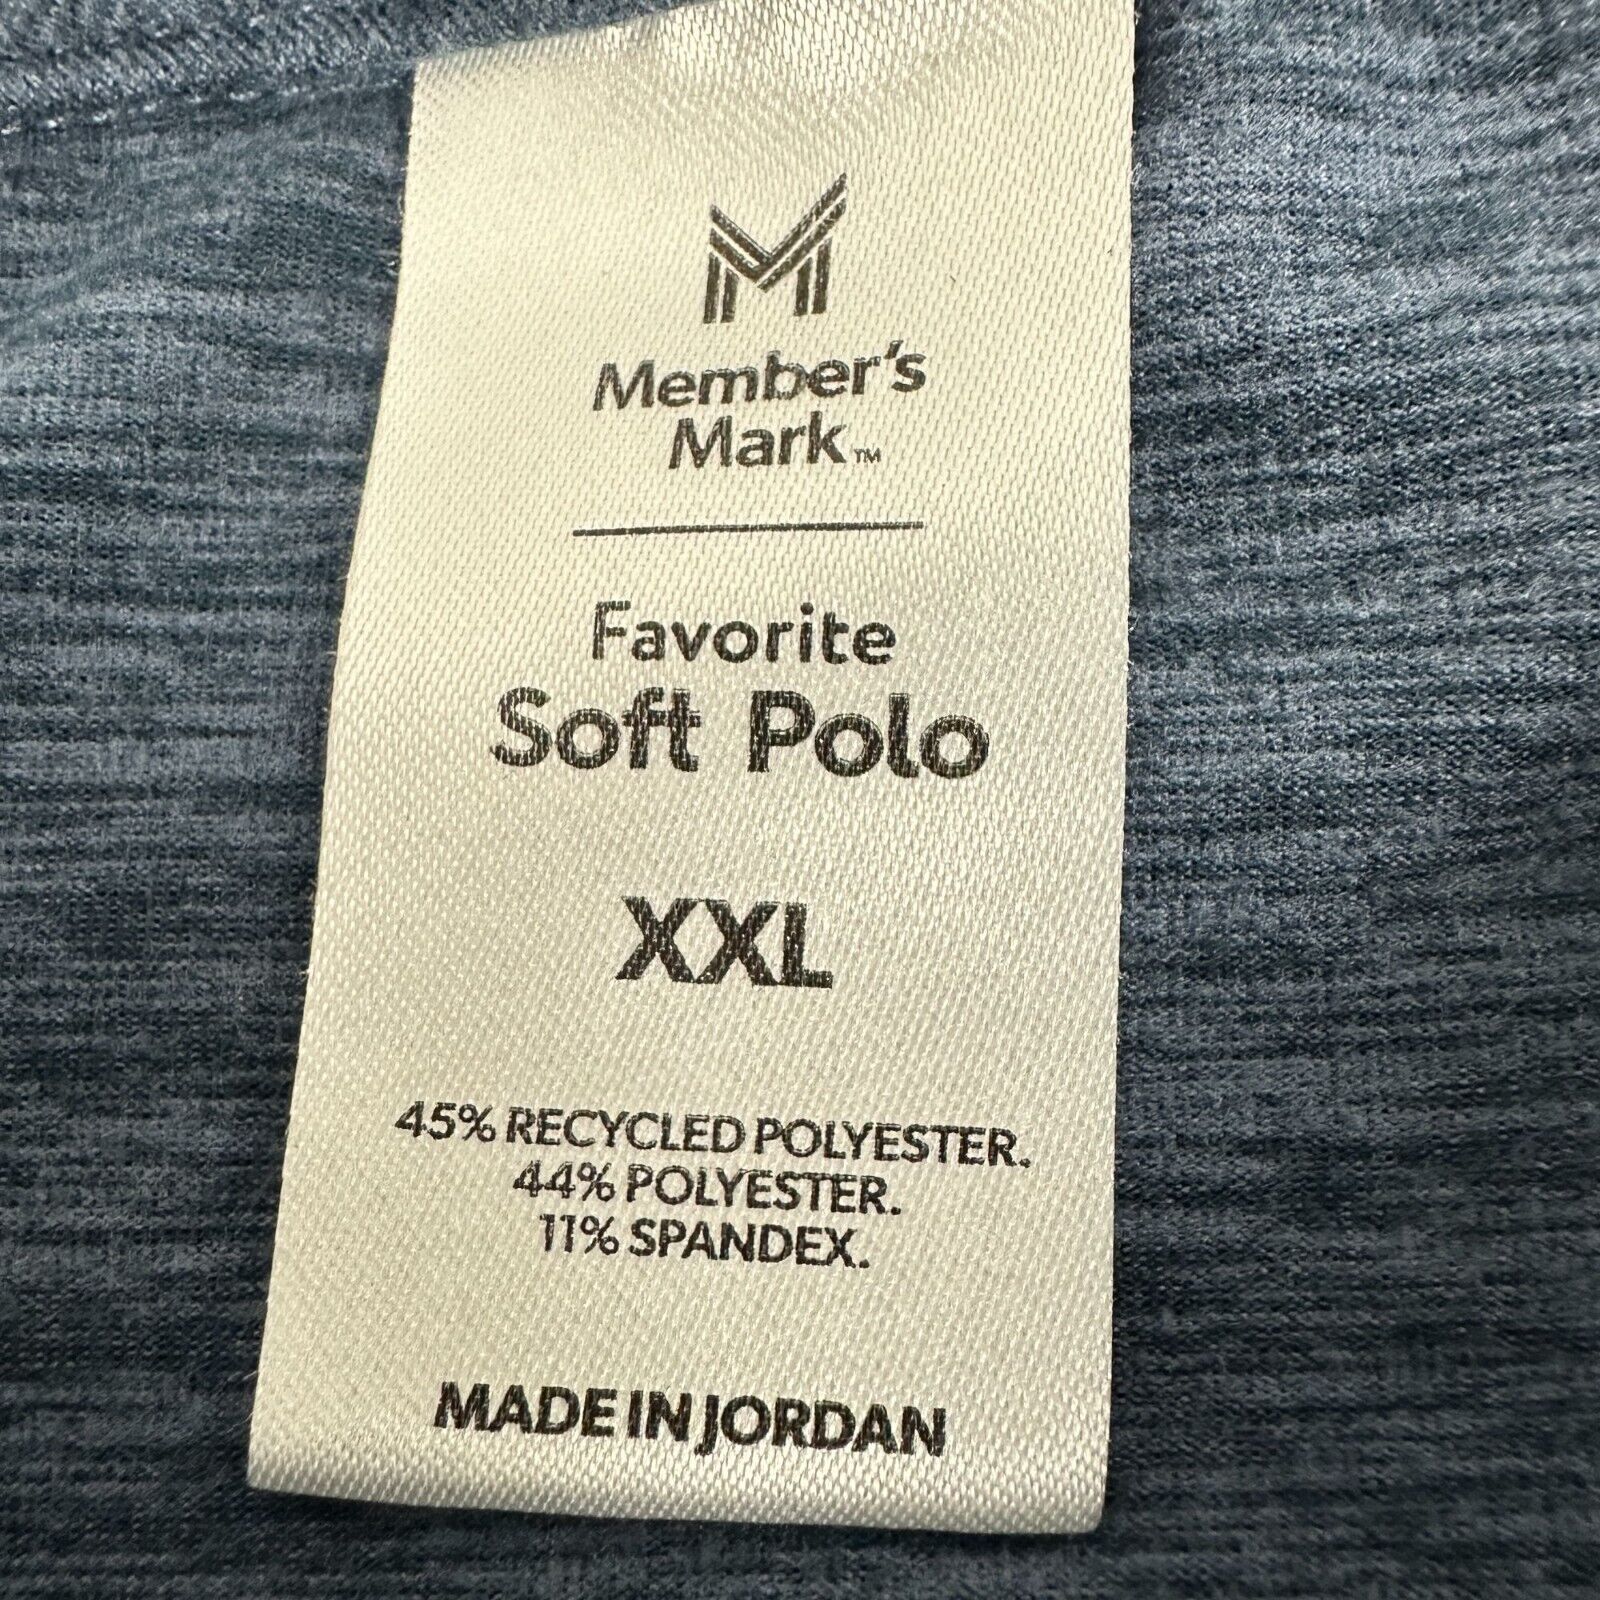 Member's
Mark™
Favorite
Soft Polo
XXL
45% RECYCLED POLYESTER.
44% POLYESTER.
11% SPANDEX.
MADE IN JORDAN